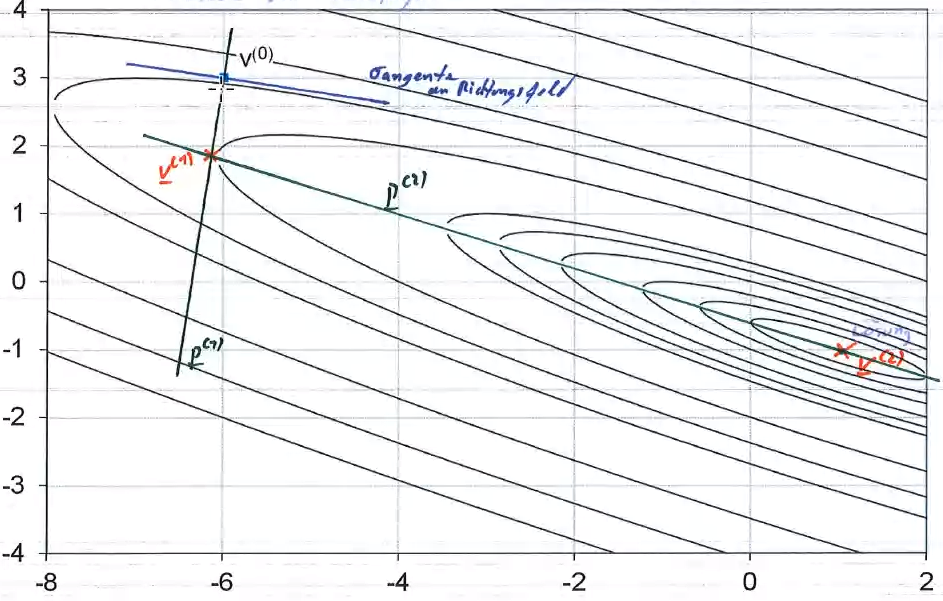 4
3
2
1
0
-1
-2
-3
-4
v(0)
Tangente
an Richtungsfeld
v(1)
p(2)
p(1)
Lösung
v(2)
-8
-6
-4
-2
0
2